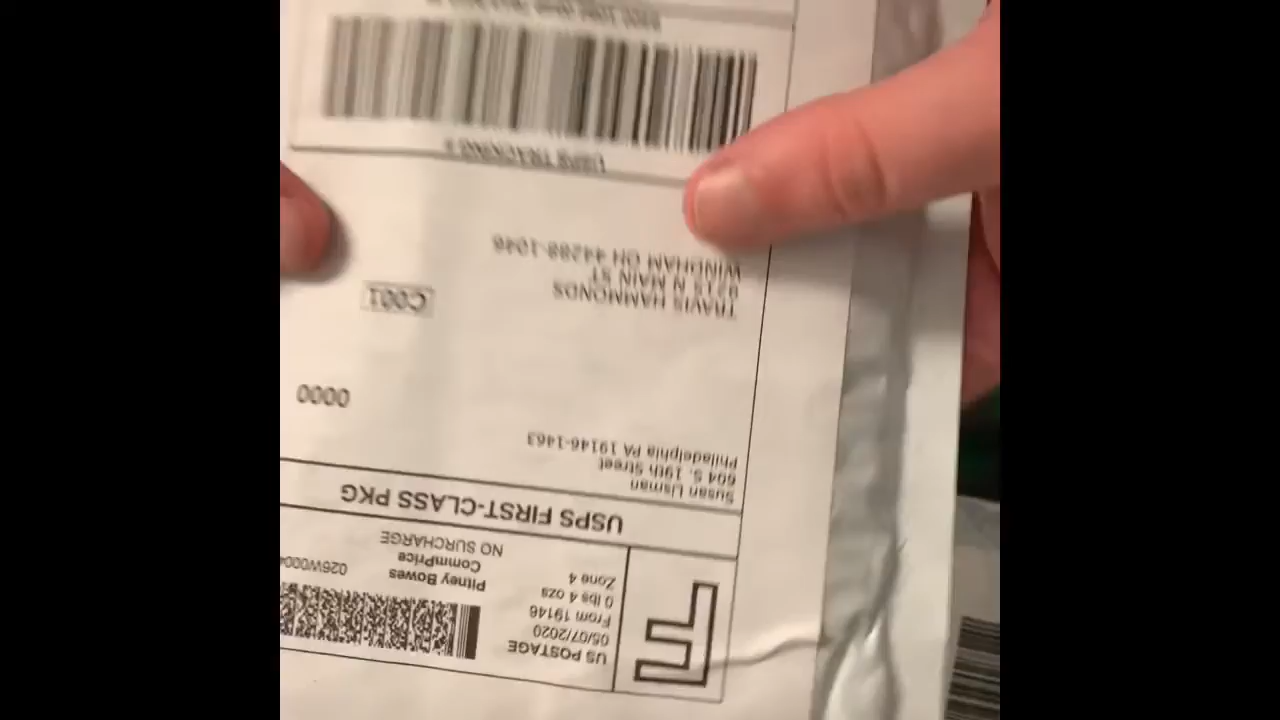 F
US POSTAGE
05/07/2020
From 19146
0 lbs 4 ozs
Zone 4
Pitney Bowes
CommPrice
NO SURCHARGE
026W000
USPS FIRST-CLASS PKG
Susan Lisman
604 S. 19th Street
Philadelphia PA 19146-1463
0000
C001
TRAVIS HAMMONDS
9215 N MAIN ST
WINDHAM OH 44288-1046
USPS TRACKING #